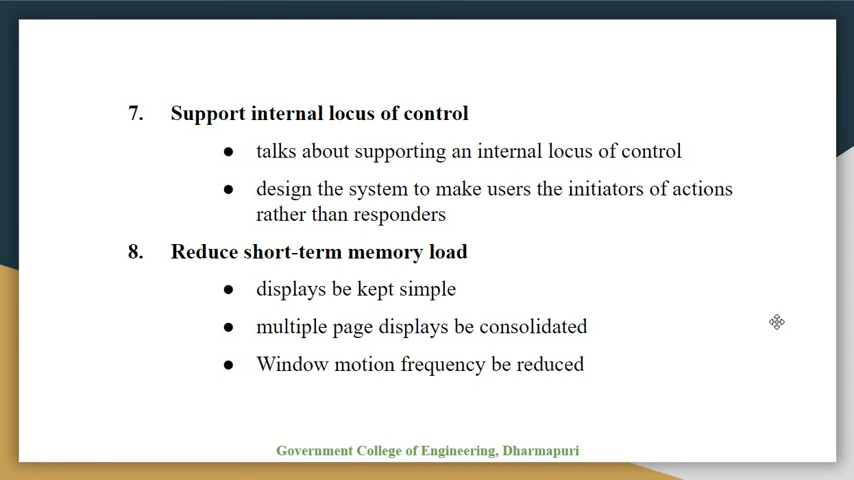 7. Support internal locus of control
● talks about supporting an internal locus of control
● design the system to make users the initiators of actions
rather than responders
8. Reduce short-term memory load
● displays be kept simple
● multiple page displays be consolidated
● Window motion frequency be reduced
Government College of Engineering, Dharmapuri